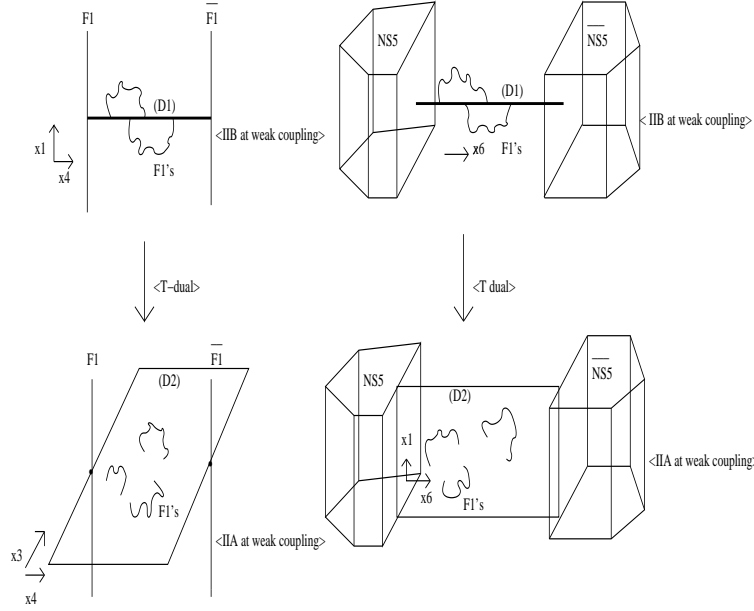 F1
F1
NS5
NS5
(D1)
(D1)
<IIB at weak coupling>
<IIB at weak coupling>
x1
x4
F1's
x6
F1's
<T-dual>
<T dual>
F1
F1
(D2)
NS5
NS5
(D2)
x1
x6
F1's
F1's
<IIA at weak coupling>
<IIA at weak coupling>
x3
x4